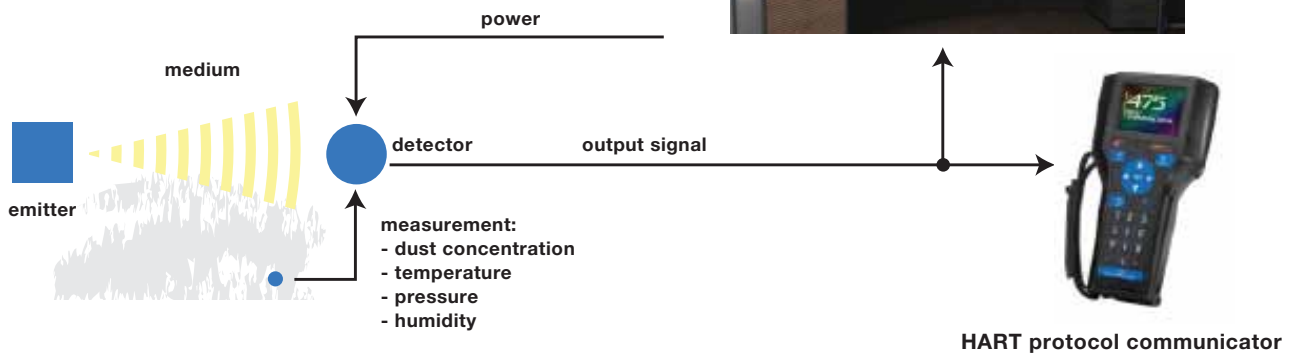 power
medium
detector
output signal
emitter
measurement:
- dust concentration
- temperature
- pressure
- humidity
475
HART protocol communicator